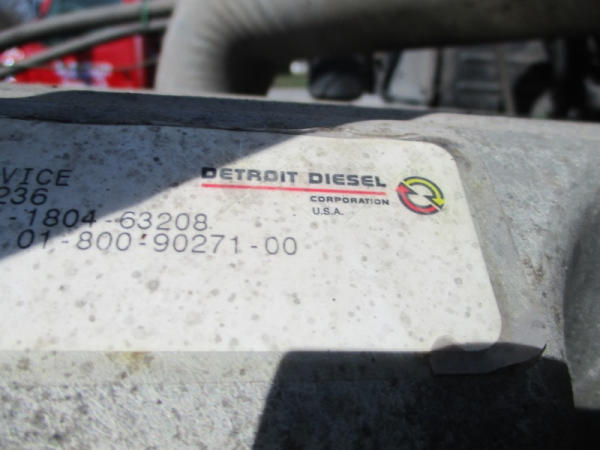 VICE
236
-1804-63208
01-800-90271-00
DETROIT DIESEL
CORPORATION
U.S.A.